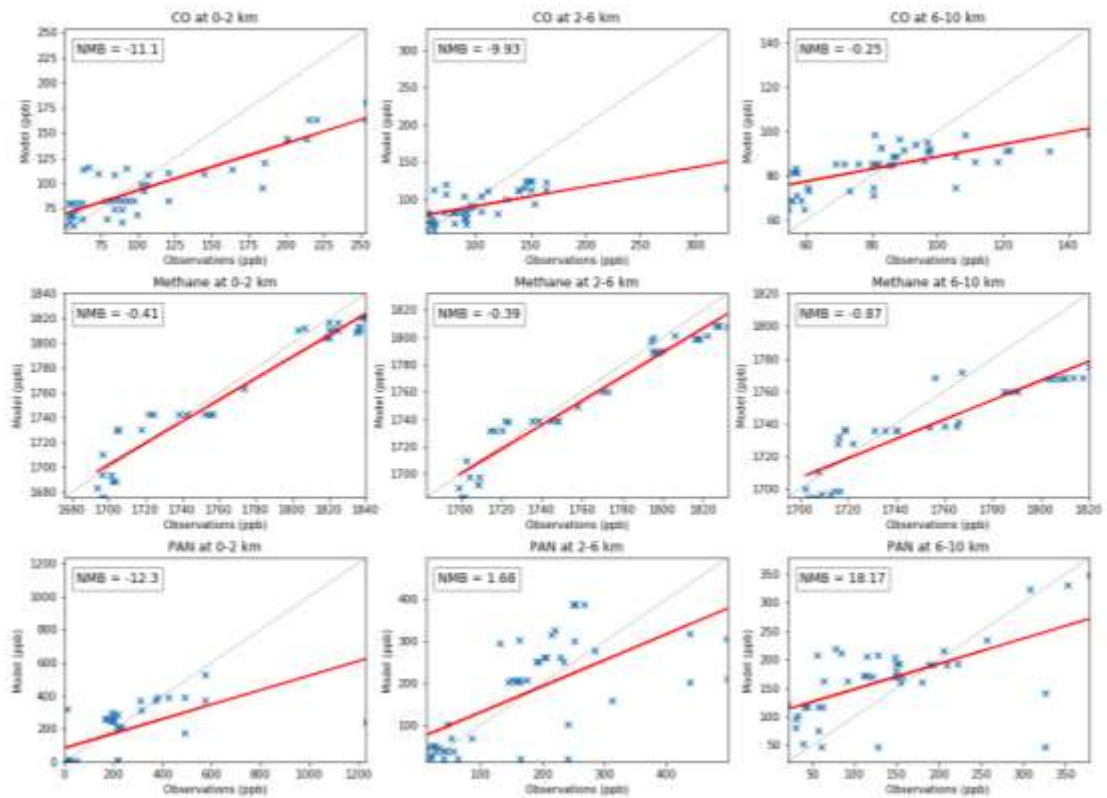 CO at 0-2 km
NMB = -11.1
Model (ppb)
250
225
200
175
150
125
100
75
75 100 125 150 175 200 225 250
Observations (ppb)
CO at 2-6 km
NMB = -9.93
Model (ppb)
300
250
200
150
100
100 150 200 250 300
Observations (ppb)
CO at 6-10 km
NMB = -0.25
Model (ppb)
140
120
100
80
60
60 80 100 120 140
Observations (ppb)
Methane at 0-2 km
NMB = -0.41
Model (ppb)
1840
1820
1800
1780
1760
1740
1720
1700
1680
1680 1700 1720 1740 1760 1780 1800 1820 1840
Observations (ppb)
Methane at 2-6 km
NMB = -0.39
Model (ppb)
1820
1800
1780
1760
1740
1720
1700
1700 1720 1740 1760 1780 1800 1820
Observations (ppb)
Methane at 6-10 km
NMB = -0.87
Model (ppb)
1820
1800
1780
1760
1740
1720
1700
1700 1720 1740 1760 1780 1800 1820
Observations (ppb)
PAN at 0-2 km
NMB = -12.3
Model (ppb)
1200
1000
800
600
400
200
0
0 200 400 600 800 1000 1200
Observations (ppb)
PAN at 2-6 km
NMB = 1.68
Model (ppb)
400
300
200
100
100 200 300 400
Observations (ppb)
PAN at 6-10 km
NMB = 18.17
Model (ppb)
350
300
250
200
150
100
50
50 100 150 200 250 300 350
Observations (ppb)